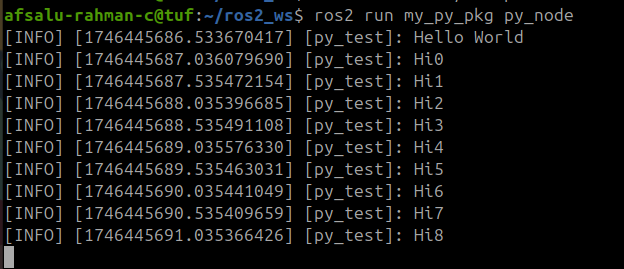 afsalu-rahman-c@tuf:~/ros2_ws$ ros2 run my_py_pkg py_node
[INFO] [1746445686.533670417] [py_test]: Hello World
[INFO] [1746445687.036079690] [py_test]: Hi0
[INFO] [1746445687.535472154] [py_test]: Hi1
[INFO] [1746445688.035396685] [py_test]: Hi2
[INFO] [1746445688.535491108] [py_test]: Hi3
[INFO] [1746445689.035576330] [py_test]: Hi4
[INFO] [1746445689.535463031] [py_test]: Hi5
[INFO] [1746445690.035441049] [py_test]: Hi6
[INFO] [1746445690.535409659] [py_test]: Hi7
[INFO] [1746445691.035366426] [py_test]: Hi8